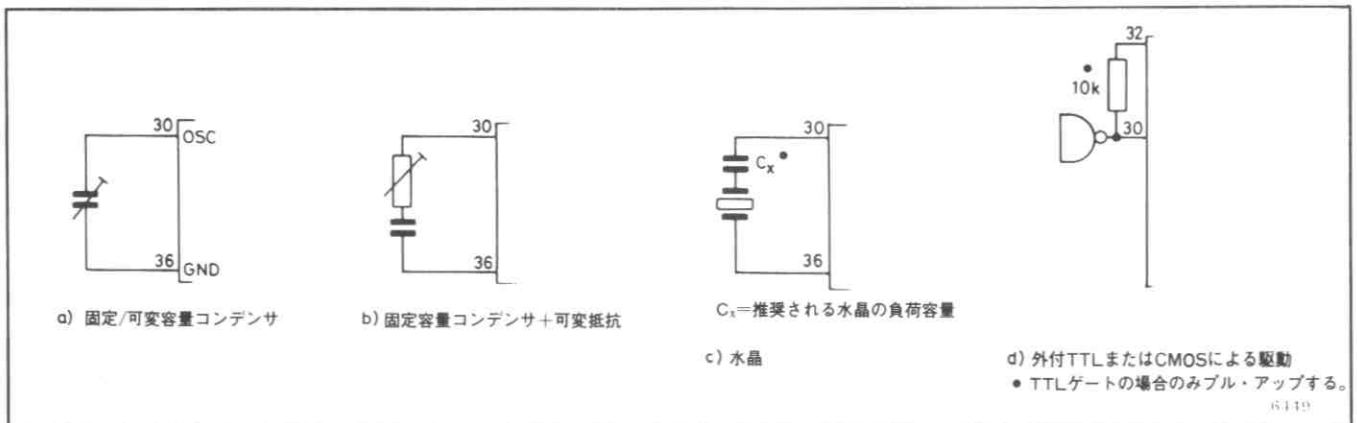 30
OSC
36
GND
a) 固定/可変容量コンデンサ
30
36
b) 固定容量コンデンサ+可変抵抗
30
Cx●
36
Cx=推奨される水晶の負荷容量
c) 水晶
32
●
10k
30
d) 外付TTLまたはCMOSによる駆動
● TTLゲートの場合のみプル・アップする。
6449